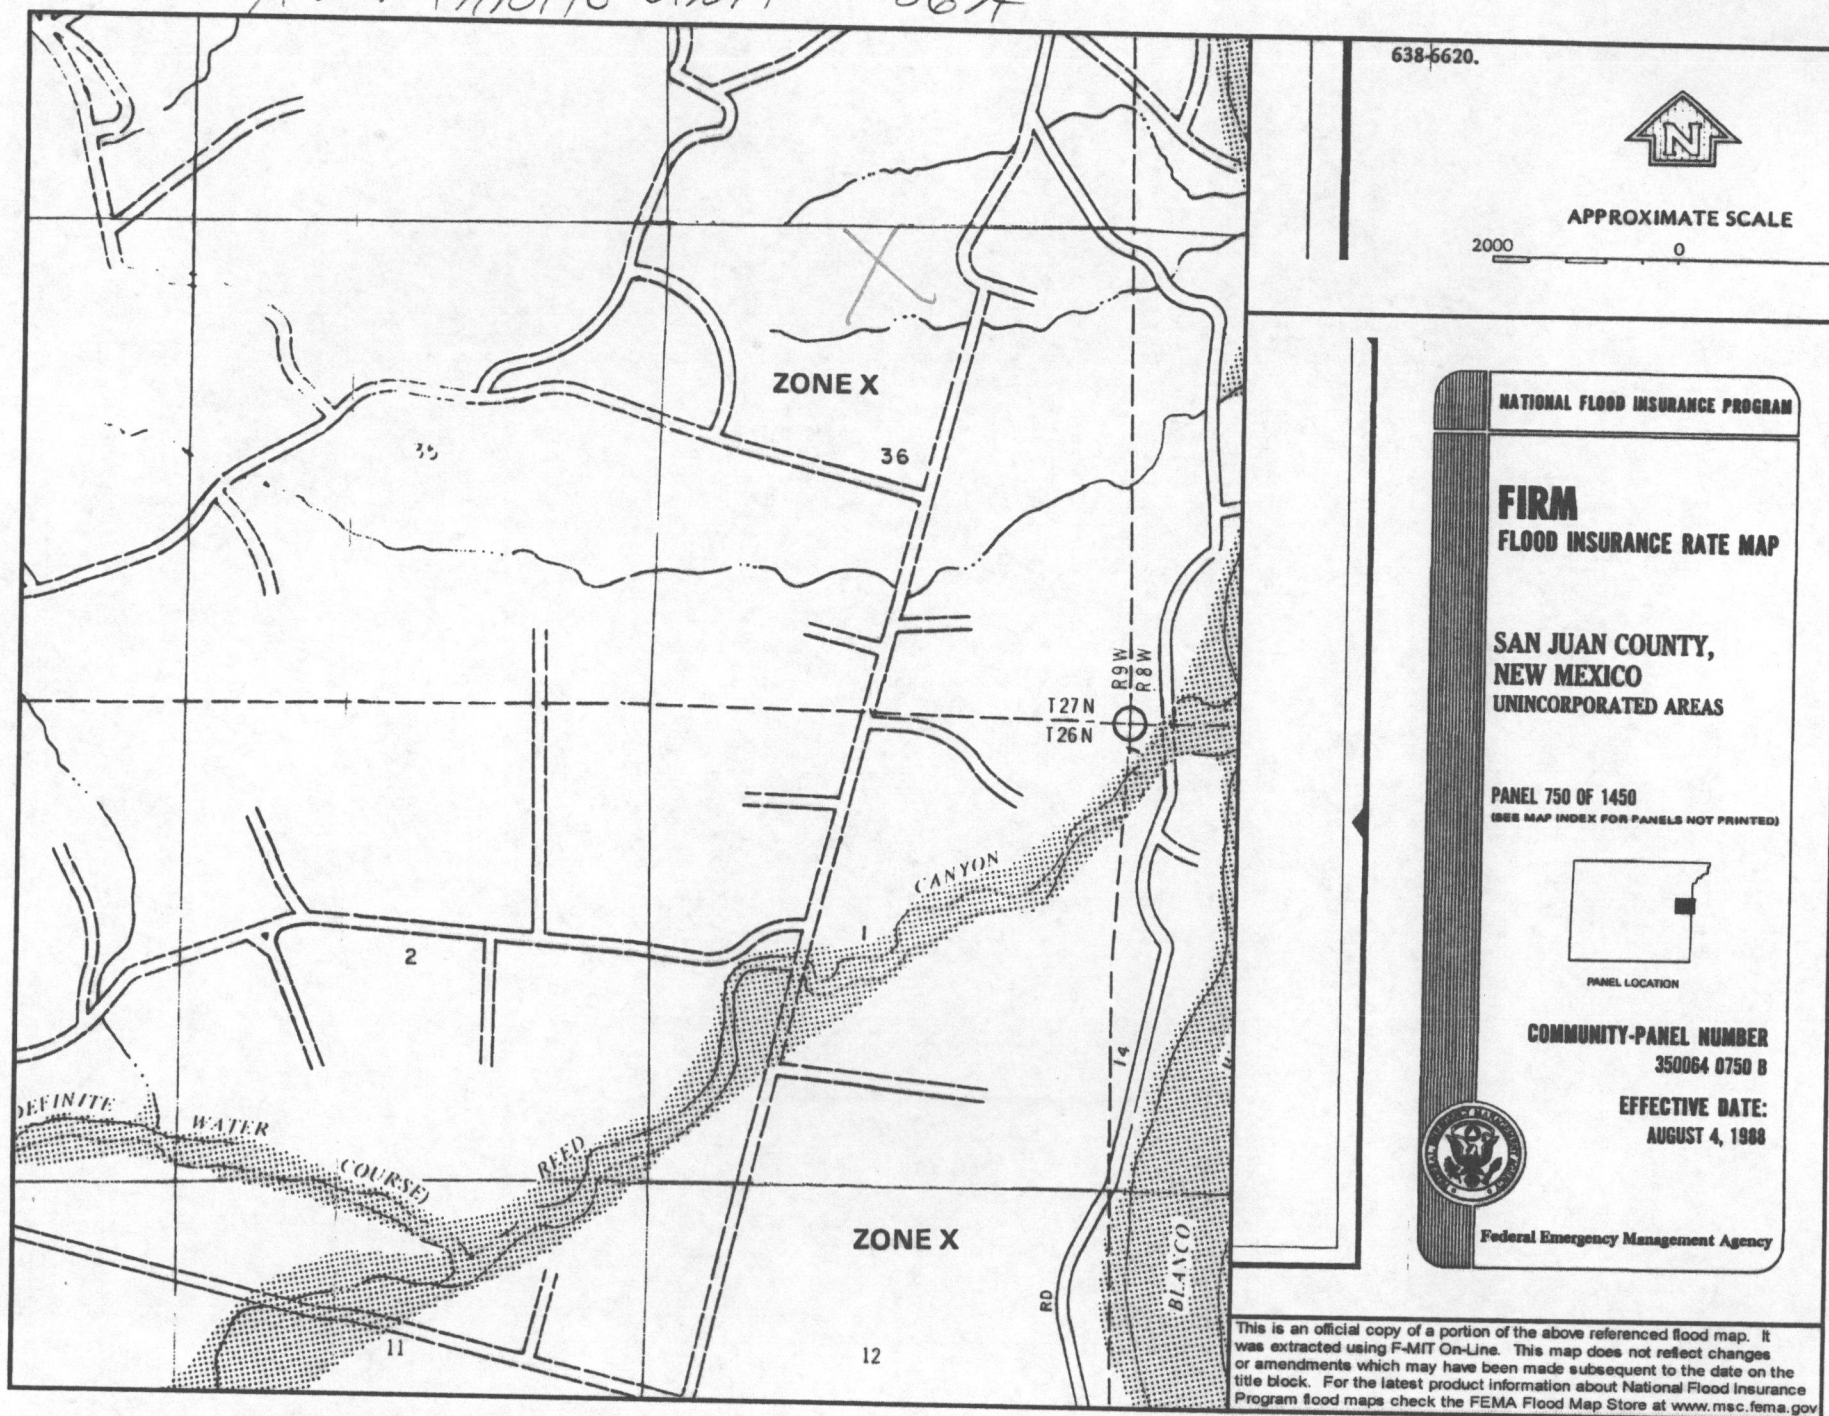 638-6620.
N
APPROXIMATE SCALE
2000 0
ZONE X
35
36
R9W
R8W
T27N
T26N
CANYON
1
2
14
DEFINITE
WATER
COURSE)
REED
ZONE X
RD
BLANCO
11
12
NATIONAL FLOOD INSURANCE PROGRAM
FIRM
FLOOD INSURANCE RATE MAP
SAN JUAN COUNTY,
NEW MEXICO
UNINCORPORATED AREAS
PANEL 750 OF 1450
(SEE MAP INDEX FOR PANELS NOT PRINTED)
PANEL LOCATION
COMMUNITY-PANEL NUMBER
350064 0750 B
EFFECTIVE DATE:
AUGUST 4, 1988
Federal Emergency Management Agency
This is an official copy of a portion of the above referenced flood map. It
was extracted using F-MIT On-Line. This map does not reflect changes
or amendments which may have been made subsequent to the date on the
title block. For the latest product information about National Flood Insurance
Program flood maps check the FEMA Flood Map Store at www.msc.fema.gov